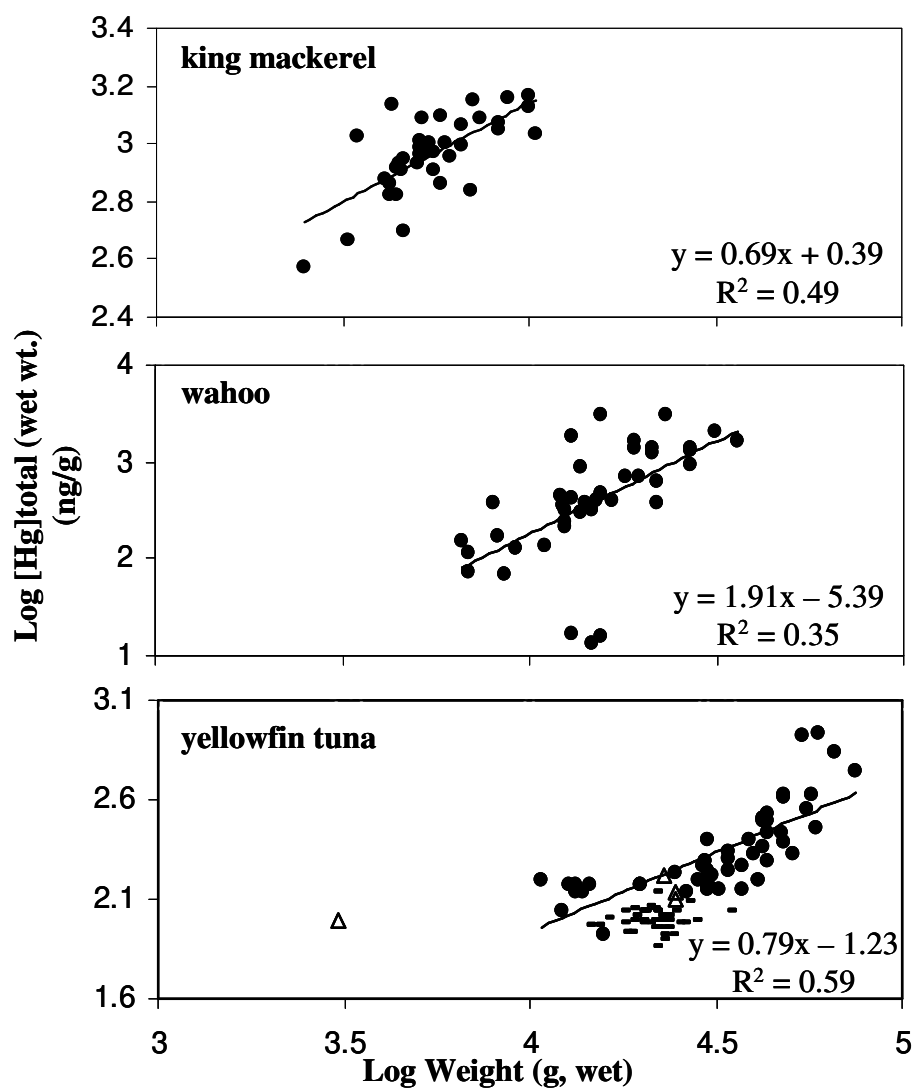 3.4
king mackerel
3.2
3
2.8
2.6
y = 0.69x + 0.39
R² = 0.49
2.4
Log [Hg]total (wet wt.)
(ng/g)
4
wahoo
3
2
y = 1.91x – 5.39
R² = 0.35
1
3.1
yellowfin tuna
2.6
2.1
y = 0.79x – 1.23
R² = 0.59
1.6
3 3.5 4 4.5 5
Log Weight (g, wet)